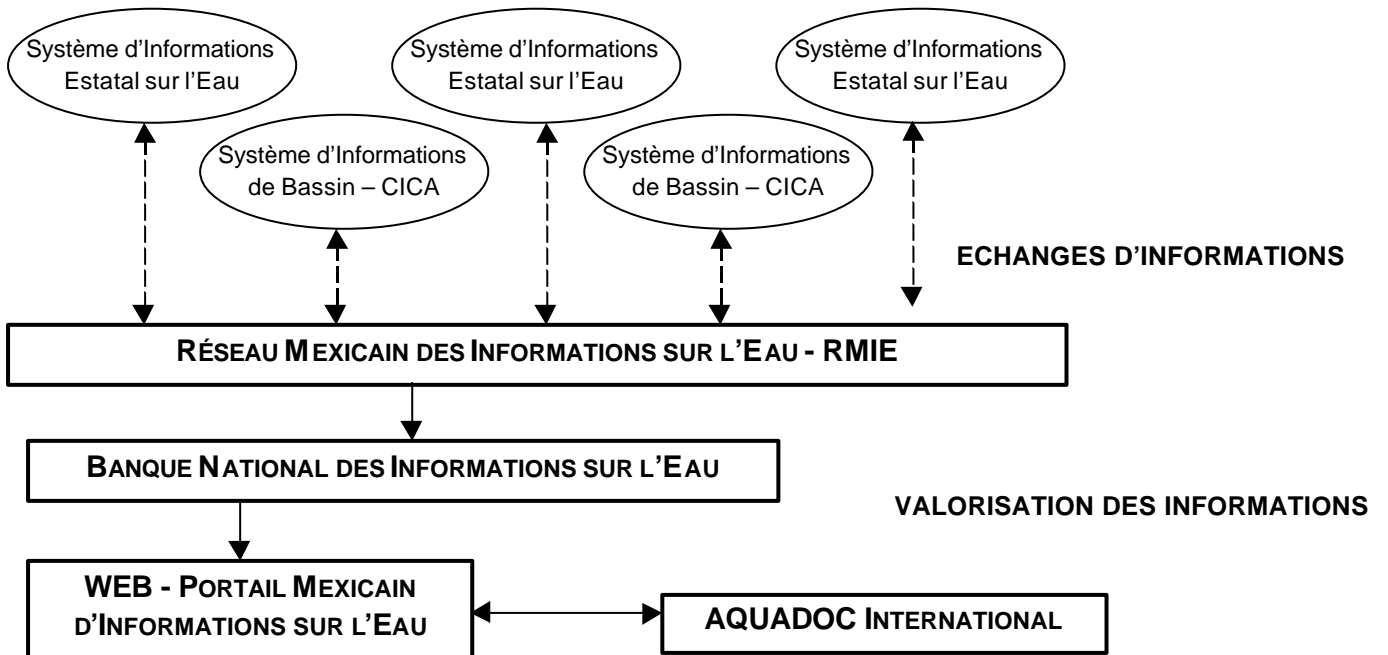 Système d'Informations
Estatal sur l'Eau
Système d'Informations
Estatal sur l'Eau
Système d'Informations
Estatal sur l'Eau
Système d'Informations
de Bassin – CICA
Système d'Informations
de Bassin – CICA
ECHANGES D'INFORMATIONS
RÉSEAU MEXICAIN DES INFORMATIONS SUR L'EAU - RMIE
BANQUE NATIONAL DES INFORMATIONS SUR L'EAU
VALORISATION DES INFORMATIONS
WEB - PORTAIL MEXICAIN
D'INFORMATIONS SUR L'EAU
AQUADOC INTERNATIONAL